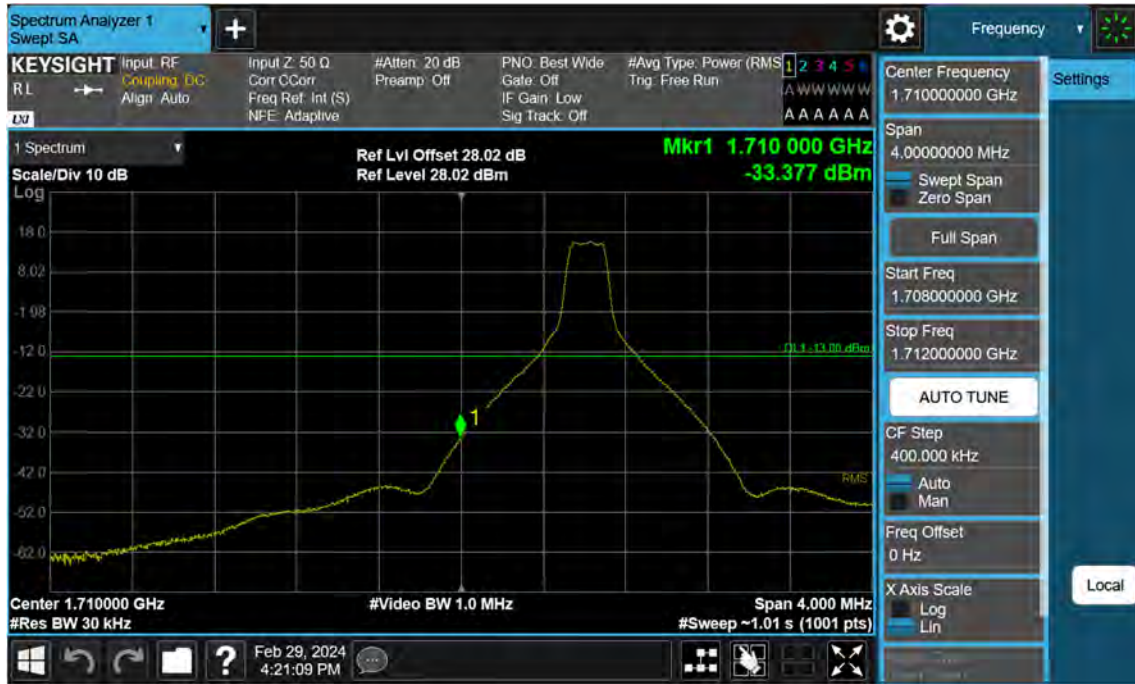 Spectrum Analyzer 1
Swept SA
Frequency
KEYSIGHT
Input: RF
Coupling: DC
Align: Auto
RL
LXI
Input Z: 50 Ω
Corr CCorr
Freq Ref: Int (S)
NFE: Adaptive
#Atten: 20 dB
Preamp: Off
PNO: Best Wide
Gate: Off
IF Gain: Low
Sig Track: Off
#Avg Type: Power (RMS
Trig: Free Run
1 2 3 4 5 6
A W W W W W
A A A A A A
Center Frequency
1.710000000 GHz
Settings
1 Spectrum
Scale/Div 10 dB
Ref Lvl Offset 28.02 dB
Ref Level 28.02 dBm
Mkr1 1.710 000 GHz
-33.377 dBm
Span
4.00000000 MHz
Swept Span
Zero Span
Full Span
Start Freq
1.708000000 GHz
Stop Freq
1.712000000 GHz
AUTO TUNE
CF Step
400.000 kHz
Auto
Man
Freq Offset
0 Hz
X Axis Scale
Log
Lin
Local
Log
18.0
8.02
-1.98
-12.0
-22.0
-32.0
-42.0
-52.0
-62.0
DL1 -13.00 dBm
1
RMS
Center 1.710000 GHz
#Res BW 30 kHz
#Video BW 1.0 MHz
Span 4.000 MHz
#Sweep ~1.01 s (1001 pts)
?
Feb 29, 2024
4:21:09 PM